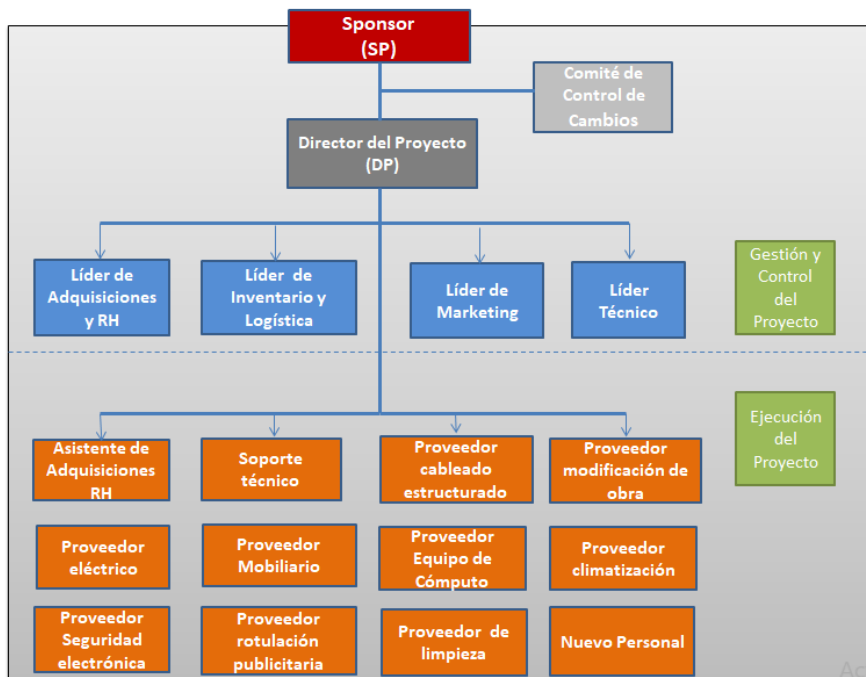 Sponsor
(SP)
Comité de
Control de
Cambios
Director del Proyecto
(DP)
Líder de
Adquisiciones
y RH
Líder de
Inventario y
Logística
Líder de
Marketing
Líder
Técnico
Gestión y
Control
del
Proyecto
Asistente de
Adquisiciones
RH
Soporte
técnico
Proveedor
cableado
estructurado
Proveedor
modificación de
obra
Ejecución
del
Proyecto
Proveedor
eléctrico
Proveedor
Mobiliario
Proveedor
Equipo de
Cómputo
Proveedor
climatización
Proveedor
Seguridad
electrónica
Proveedor
rotulación
publicitaria
Proveedor de
limpieza
Nuevo Personal